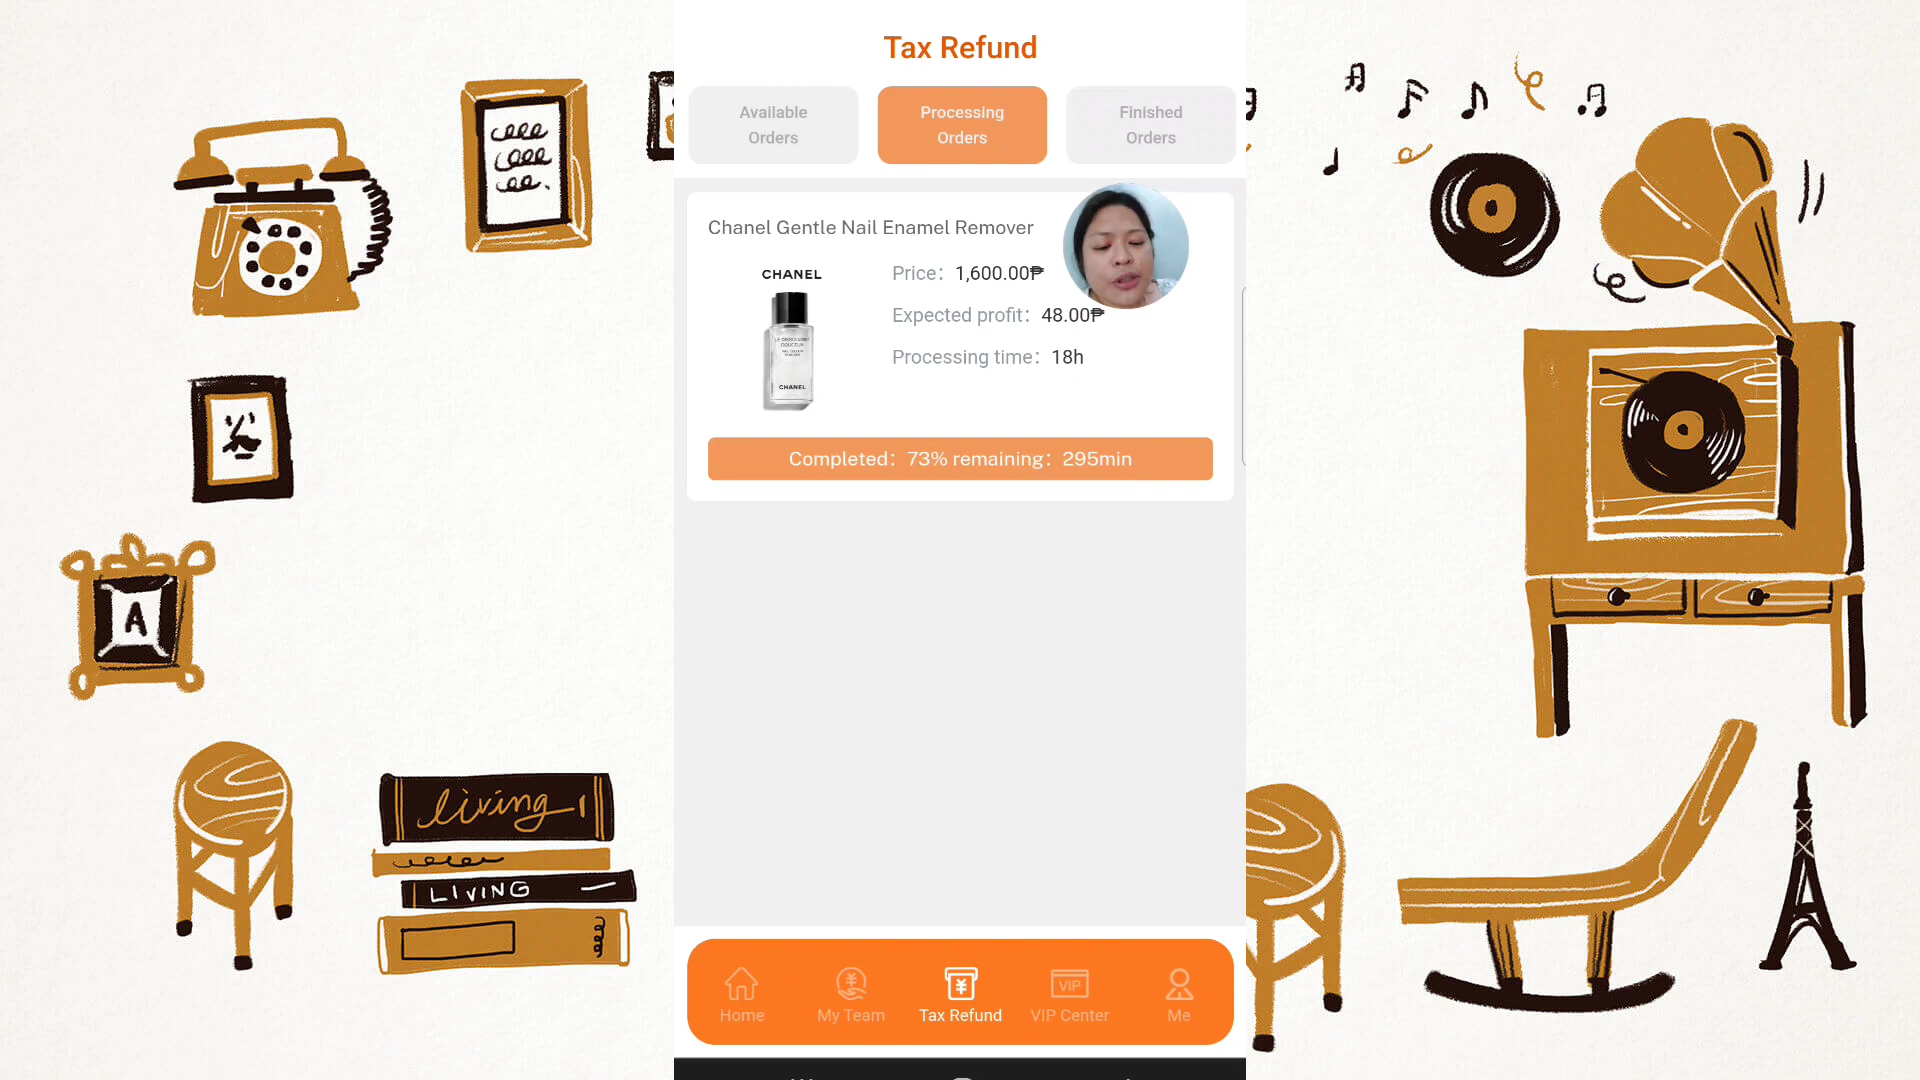 Tax Refund
Available
Orders
Processing
Orders
Finished
Orders
Chanel Gentle Nail Enamel Remover
CHANEL
CHANEL
Price: 1,600.00₱
Expected profit: 48.00₱
Processing time: 18h
Completed: 73% remaining: 295min
A
living
LIVING
Home
My Team
Tax Refund
VIP
VIP Center
Me